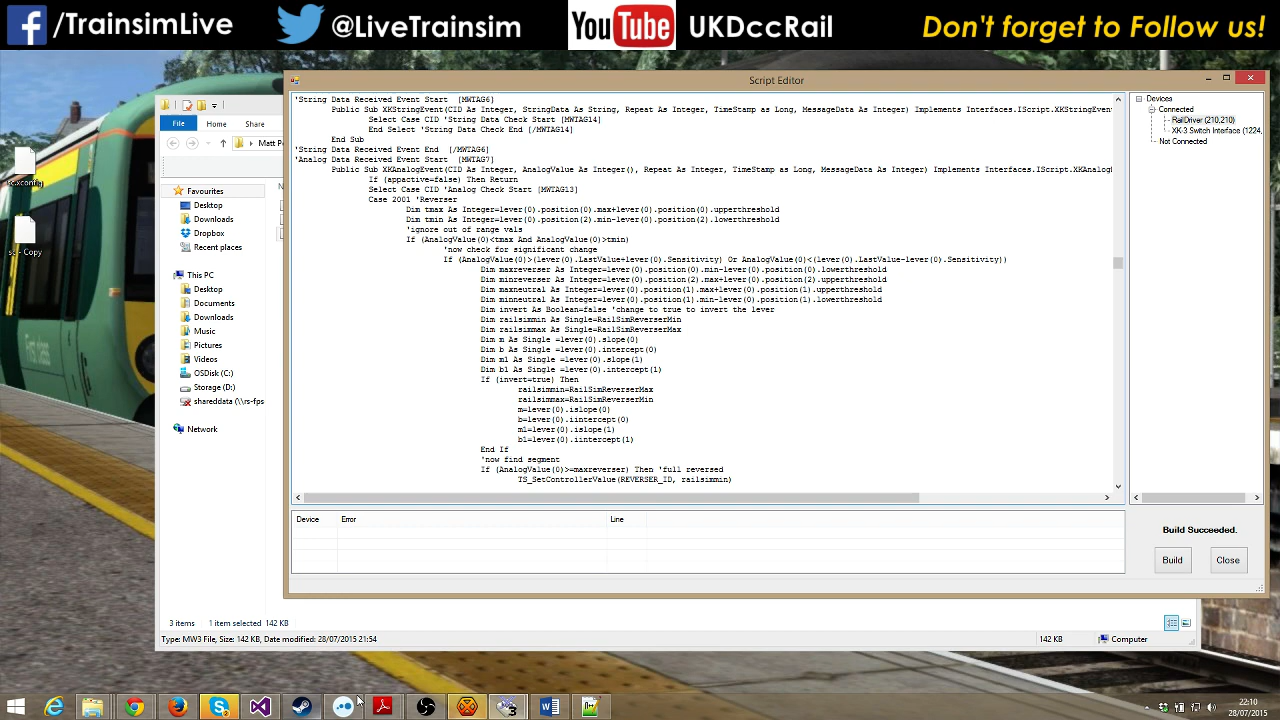 /TrainsimLive
@LiveTrainsim
YouTube
UKDccRail
Don't forget to Follow us!
Script Editor
'String Data Received Event Start  [MWTAG6]
Public Sub XKStringEvent(CID As Integer, StringData As String, Repeat As Integer, TimeStamp as Long, MessageData As Integer) Implements Interfaces.IScript.XKStringEven
Select Case CID 'String Data Check Start [MWTAG14]
End Select 'String Data Check End [/MWTAG14]
End Sub
'String Data Received Event End  [/MWTAG6]
'Analog Data Received Event Start  [MWTAG7]
Public Sub XKAnalogEvent(CID As Integer, AnalogValue As Integer(), Repeat As Integer, TimeStamp as Long, MessageData As Integer) Implements Interfaces.IScript.XKAnalog
If (appactive=false) Then Return
Select Case CID 'Analog Check Start [MWTAG13]
Case 2001 'Reverser
Dim tmax As Integer=lever(0).position(0).max+lever(0).position(0).upperthreshold
Dim tmin As Integer=lever(0).position(2).min-lever(0).position(2).lowerthreshold
'ignore out of range vals
If (AnalogValue(0)<tmax And AnalogValue(0)>tmin)
'now check for significant change
If (AnalogValue(0)>(lever(0).LastValue+lever(0).Sensitivity) Or AnalogValue(0)<(lever(0).LastValue-lever(0).Sensitivity))
Dim maxreverser As Integer=lever(0).position(0).min-lever(0).position(0).lowerthreshold
Dim minreverser As Integer=lever(0).position(2).max+lever(0).position(2).upperthreshold
Dim maxneutral As Integer=lever(0).position(1).max+lever(0).position(1).upperthreshold
Dim minneutral As Integer=lever(0).position(1).min-lever(0).position(1).lowerthreshold
Dim invert As Boolean=false 'change to true to invert the lever
Dim railsimmin As Single=RailSimReverserMin
Dim railsimmax As Single=RailSimReverserMax
Dim m As Single =lever(0).slope(0)
Dim b As Single =lever(0).intercept(0)
Dim m1 As Single =lever(0).slope(1)
Dim b1 As Single =lever(0).intercept(1)
If (invert=true) Then
railsimmin=RailSimReverserMax
railsimmax=RailSimReverserMin
m=lever(0).islope(0)
b=lever(0).iintercept(0)
m1=lever(0).islope(1)
b1=lever(0).iintercept(1)
End If
'now find segment
If (AnalogValue(0)>=maxreverser) Then 'full reversed
TS_SetControllerValue(REVERSER_ID, railsimmin)
Devices
Connected
RailDriver (210.210)
XK-3 Switch Interface (1224,
Not Connected
Device
Error
Line
Build Succeeded.
Build
Close
File
Home
Share
Matt P
Favourites
Desktop
Downloads
Dropbox
Recent places
This PC
Desktop
Documents
Downloads
Music
Pictures
Videos
OSDisk (C:)
Storage (D:)
shareddata (\\rs-fps
Network
3 items
1 item selected
142 KB
Type: MW3 File, Size: 142 KB, Date modified: 28/07/2015 21:54
142 KB
Computer
22:10
28/07/2015